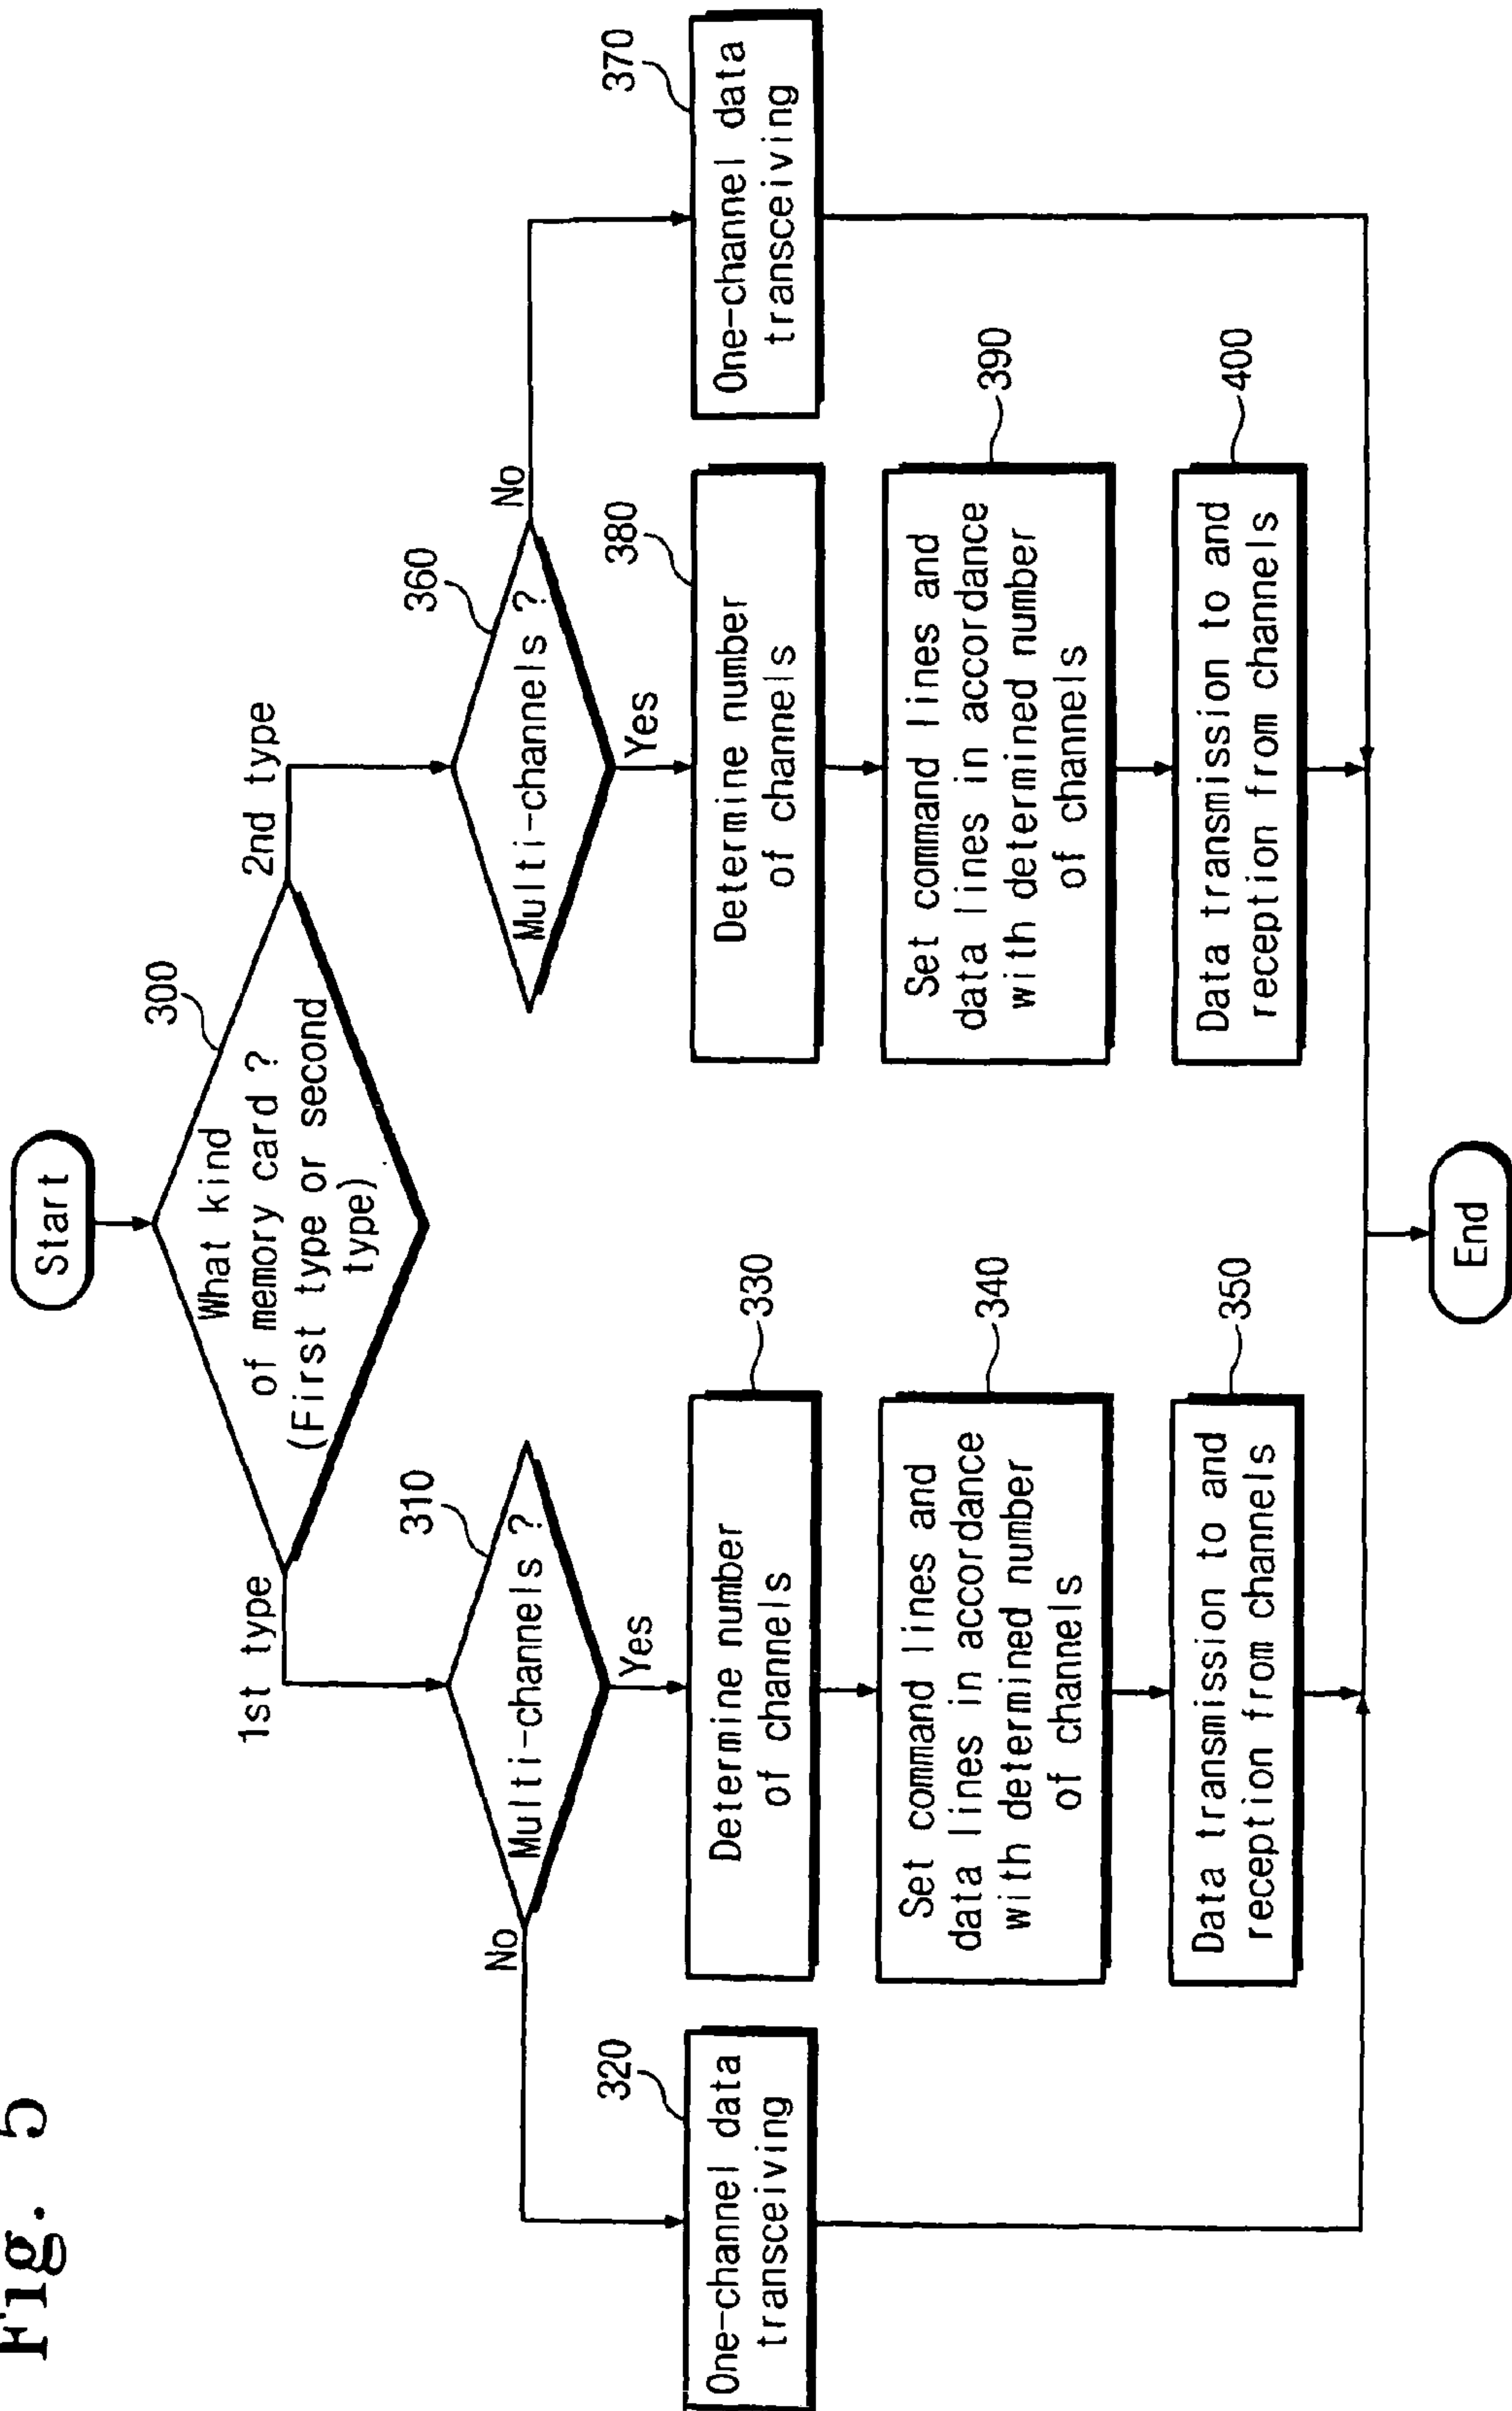 Fig. 5
Start
300
What kind
of memory card ?
(First type or second
type)
1st type
2nd type
310
Multi-channels ?
No
Yes
360
Multi-channels ?
No
Yes
320
One-channel data
transceiving
330
Determine number
of channels
380
Determine number
of channels
370
One-channel data
transceiving
340
Set command lines and
data lines in accordance
with determined number
of channels
390
Set command lines and
data lines in accordance
with determined number
of channels
350
Data transmission to and
reception from channels
400
Data transmission to and
reception from channels
End